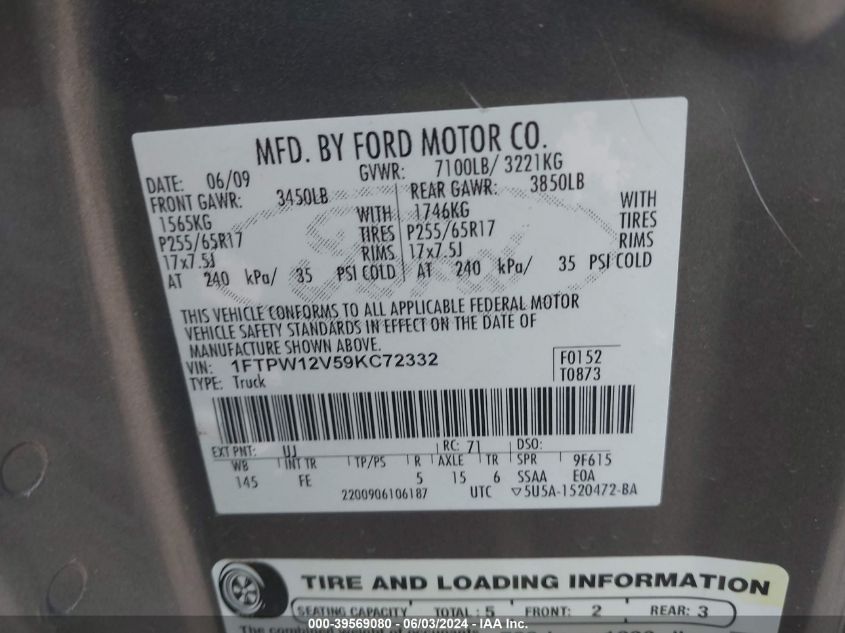 MFD. BY FORD MOTOR CO.
DATE: 06/09 GVWR: 7100LB/ 3221KG
FRONT GAWR: 3450LB REAR GAWR: 3850LB
1565KG WITH 1746KG WITH
P255/65R17 TIRES P255/65R17 TIRES
17x7.5J RIMS 17x7.5J RIMS
AT 240 kPa/ 35 PSI COLD AT 240 kPa/ 35 PSI COLD
THIS VEHICLE CONFORMS TO ALL APPLICABLE FEDERAL MOTOR
VEHICLE SAFETY STANDARDS IN EFFECT ON THE DATE OF
MANUFACTURE SHOWN ABOVE.
VIN: 1FTPW12V59KC72332 F0152
TYPE: Truck T0873
EXT PNT: UJ RC: 71 DSO:
WB INT TR TP/PS R AXLE TR SPR 9F615
145 FE 5 15 6 SSAA E0A
2200906106187 UTC ▽5U5A-1520472-BA
TIRE AND LOADING INFORMATION
SEATING CAPACITY TOTAL : 5 FRONT: 2 REAR: 3
The combined weight of occupants
000-39569080 - 06/03/2024 - IAA, Inc.